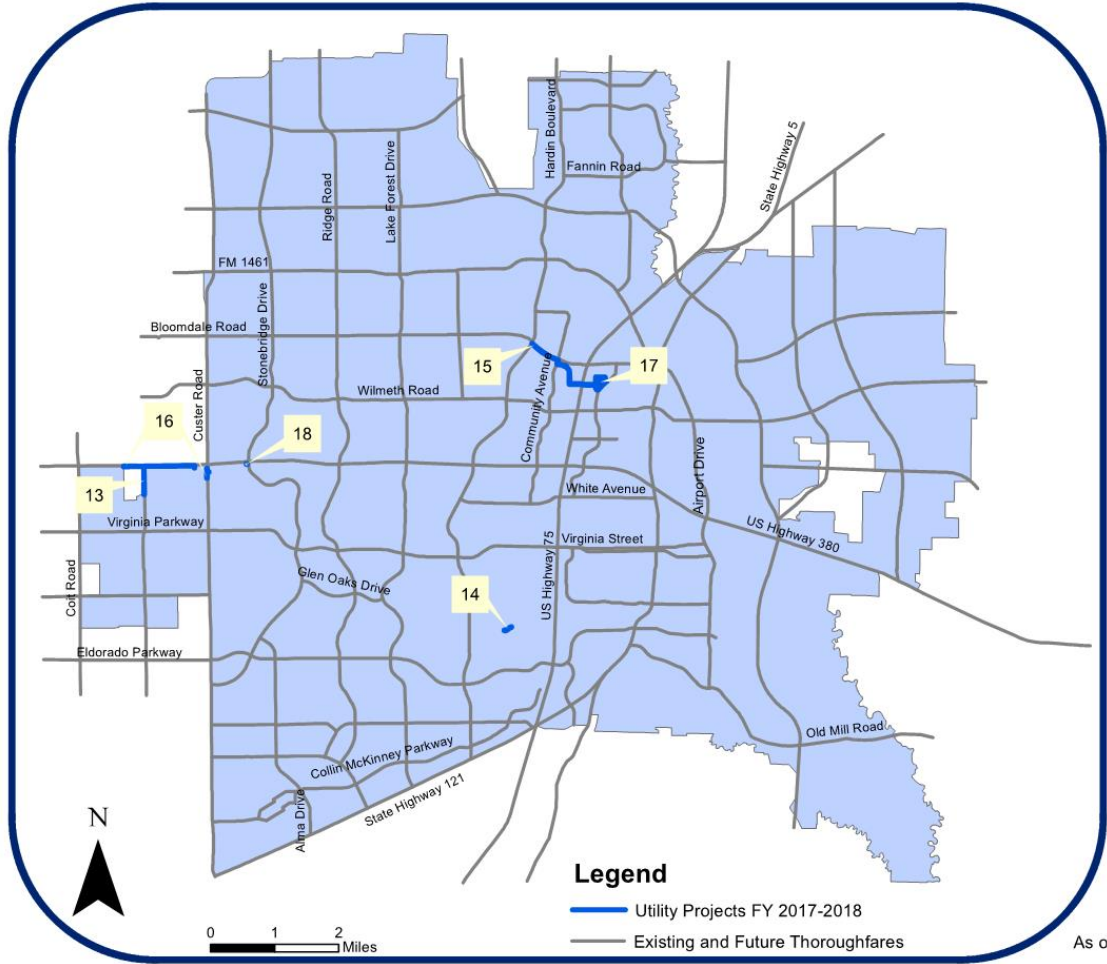 Hardin Boulevard
State Highway 5
Fannin Road
Lake Forest Drive
Ridge Road
FM 1461
Stonebridge Drive
Bloomdale Road
15
17
Community Avenue
Wilmeth Road
Custer Road
16
18
13
Airport Drive
White Avenue
Virginia Parkway
US Highway 380
Virginia Street
US Highway 75
Glen Oaks Drive
Coit Road
14
Eldorado Parkway
Old Mill Road
Collin McKinney Parkway
State Highway 121
Alma Drive
N
Legend
Utility Projects FY 2017-2018
0 1 2
Miles
Existing and Future Thoroughfares
As o